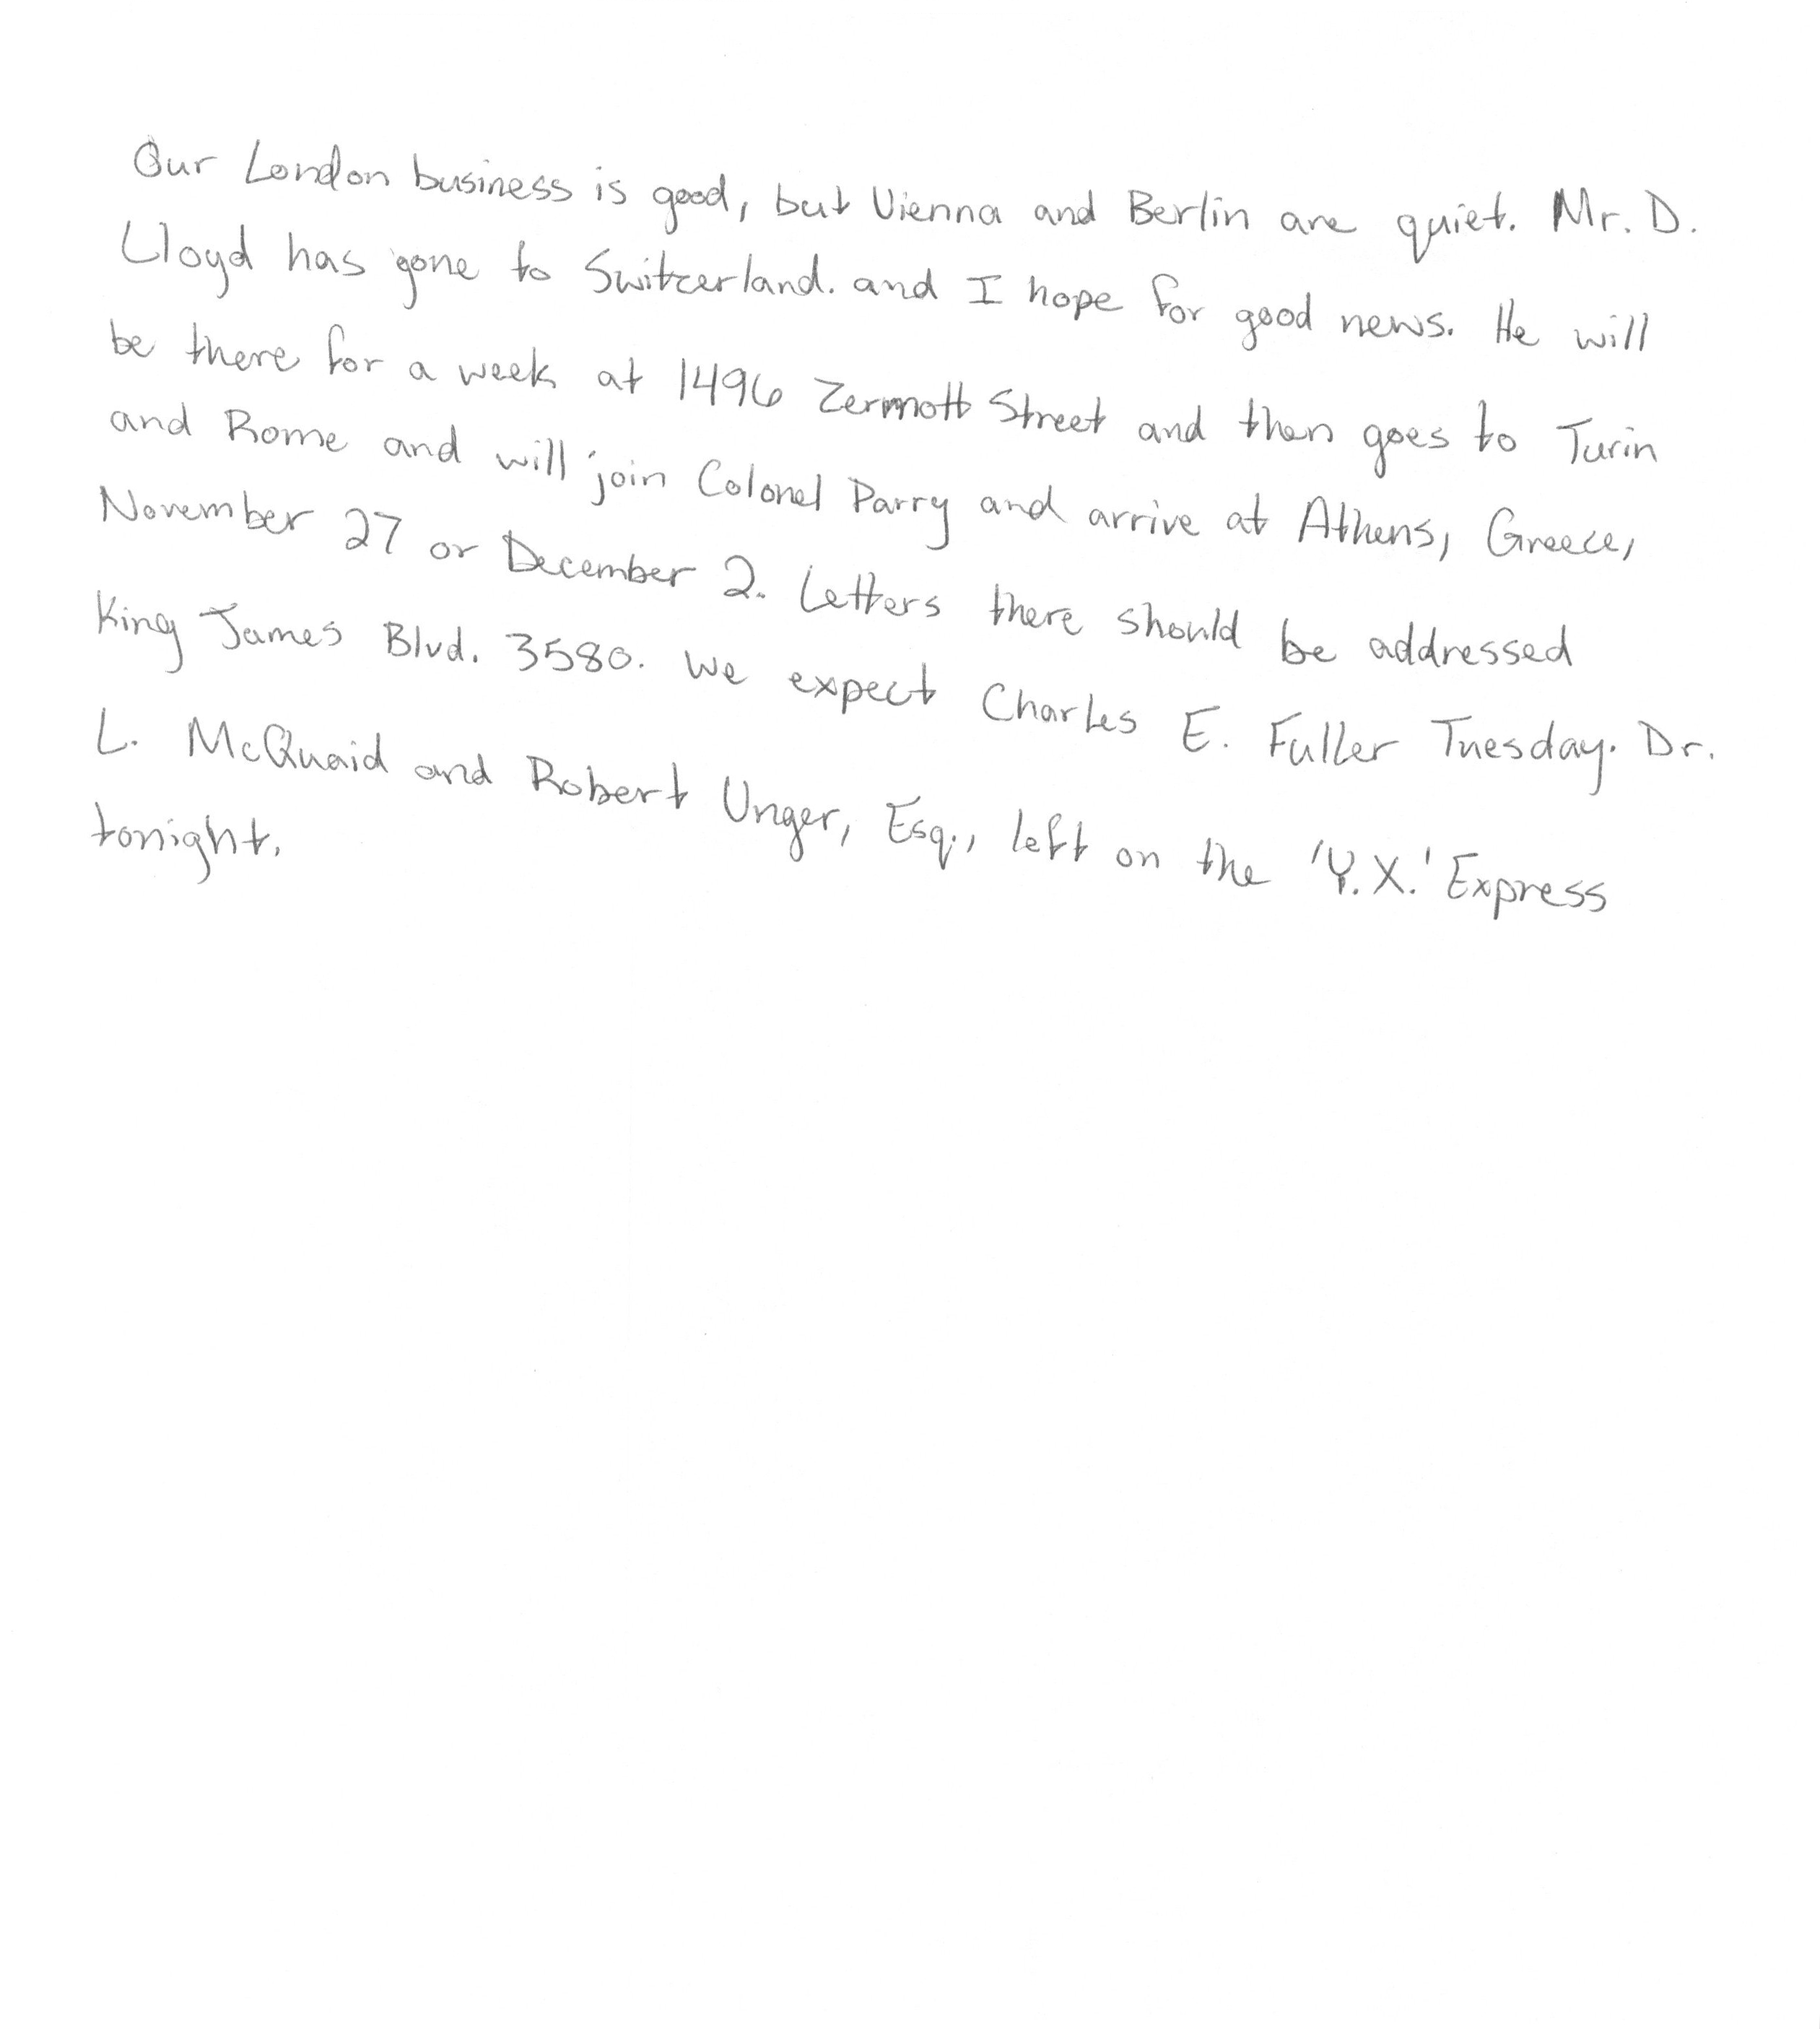 Our London business is good, but Vienna and Berlin are quiet. Mr. D.
Lloyd has gone to Switzerland. and I hope for good news. He will
be there for a week at 1496 Zermott Street and then goes to Turin
and Rome and will join Colonel Parry and arrive at Athens, Greece,
November 27 or December 2. Letters there should be addressed
King James Blvd. 3580. We expect Charles E. Fuller Tuesday. Dr.
L. McQuaid and Robert Unger, Esq., left on the 'Y.X.' Express
tonight.